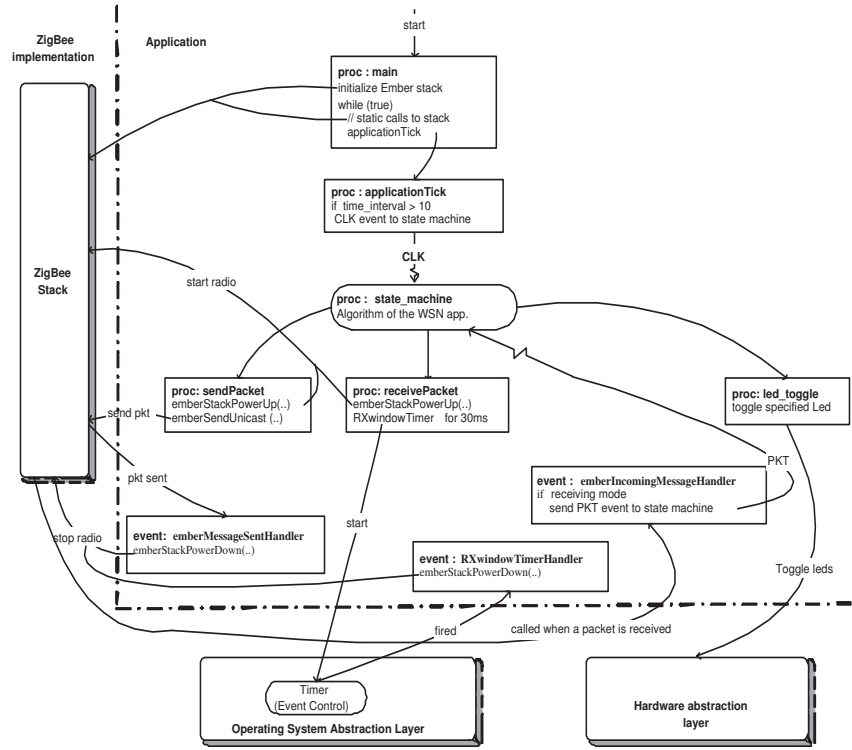 ZigBee
implementation
Application
start
proc : main
initialize Ember stack
while (true)
// static calls to stack
applicationTick
proc : applicationTick
if time_interval > 10
CLK event to state machine
CLK
ZigBee
Stack
start radio
proc : state_machine
Algorithm of the WSN app.
proc: sendPacket
emberStackPowerUp(..)
emberSendUnicast (..)
proc: receivePacket
emberStackPowerUp(..)
RXwindowTimer for 30ms
proc: led_toggle
toggle specified Led
send pkt
pkt sent
PKT
event : emberIncomingMessageHandler
if receiving mode
send PKT event to state machine
start
stop radio
event: emberMessageSentHandler
emberStackPowerDown(..)
event : RXwindowTimerHandler
emberStackPowerDown(..)
Toggle leds
fired
called when a packet is received
Timer
(Event Control)
Operating System Abstraction Layer
Hardware abstraction
layer